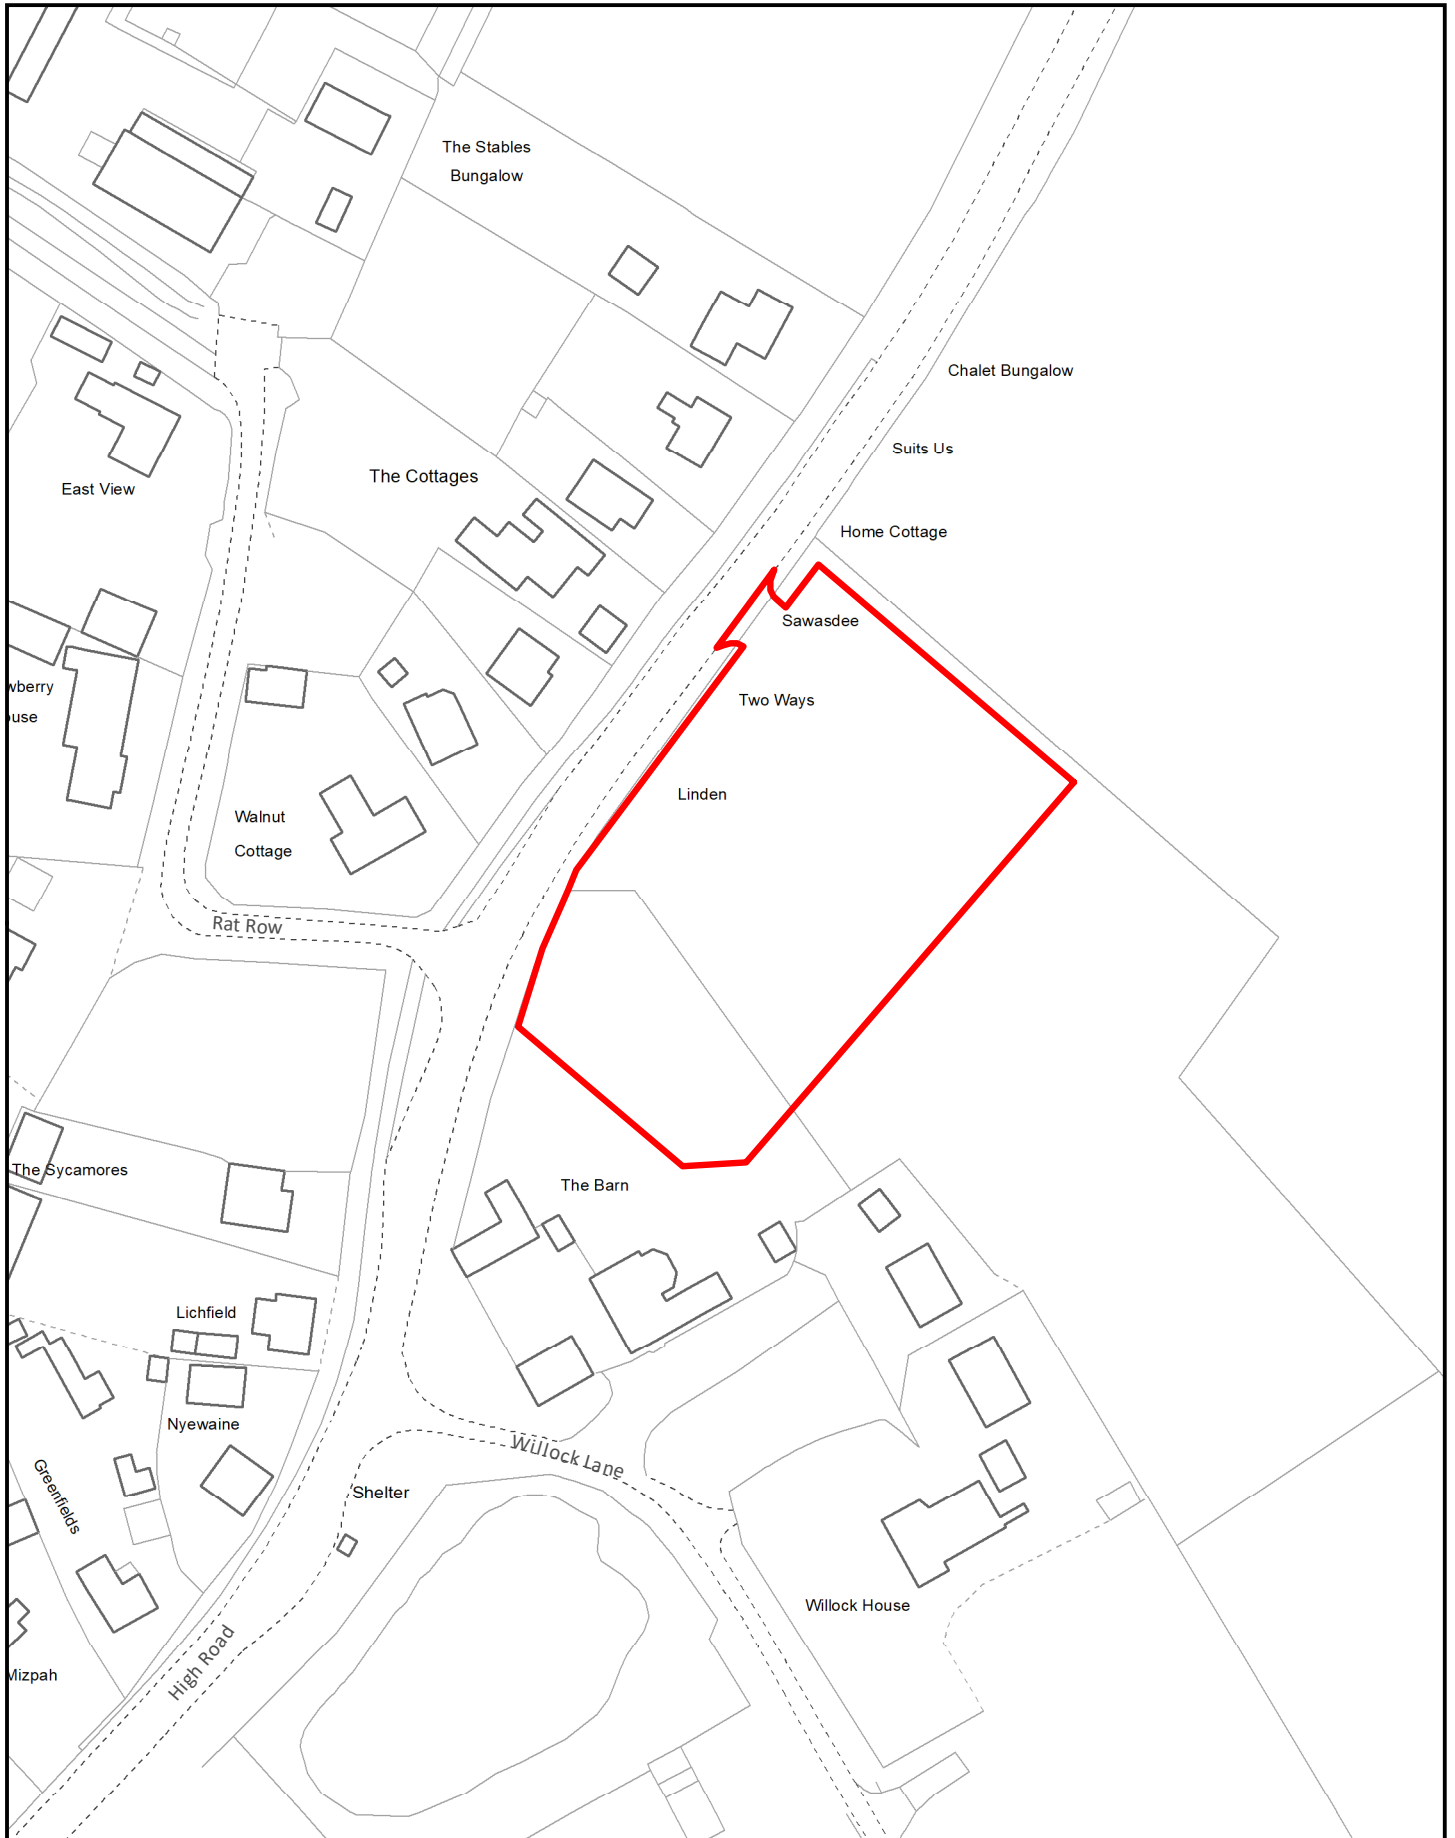 The Stables
Bungalow
Chalet Bungalow
Suits Us
The Cottages
East View
Home Cottage
Sawasdee
wberry
ouse
Two Ways
Linden
Walnut
Cottage
Rat Row
The Sycamores
The Barn
Lichfield
Nyewaine
Willock Lane
Greenfields
Shelter
Willock House
High Road
Mizpah